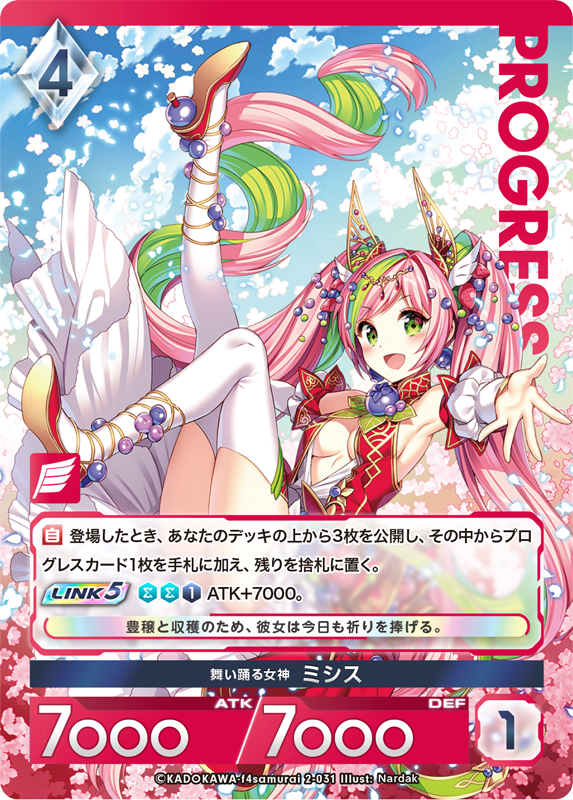 4
PROGRESS
自 登場したとき、あなたのデッキの上から3枚を公開し、その中からプロ
グレスカード1枚を手札に加え、残りを捨札に置く。
LINK 5 Σ Σ 1 ATK+7000。
豊穣と収穫のため、彼女は今日も祈りを捧げる。
舞い踊る女神 ミシス
ATK DEF
7000 7000 1
©KADOKAWA-f4samurai 2-031 Illust: Nardak